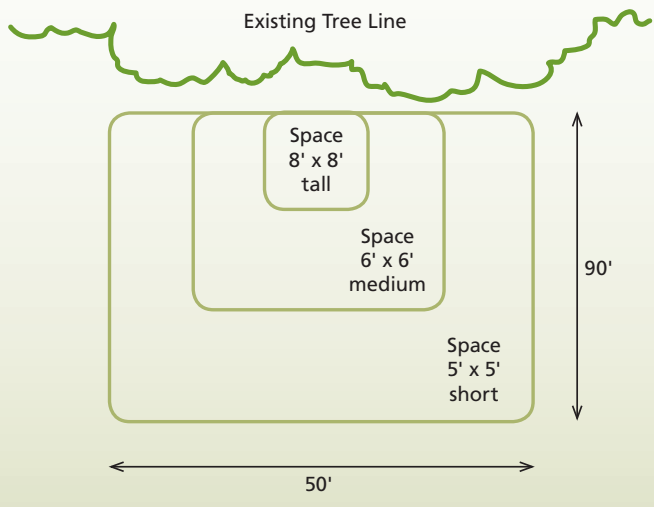 Existing Tree Line
Space
8' x 8'
tall
Space
6' x 6'
medium
90'
Space
5' x 5'
short
50'